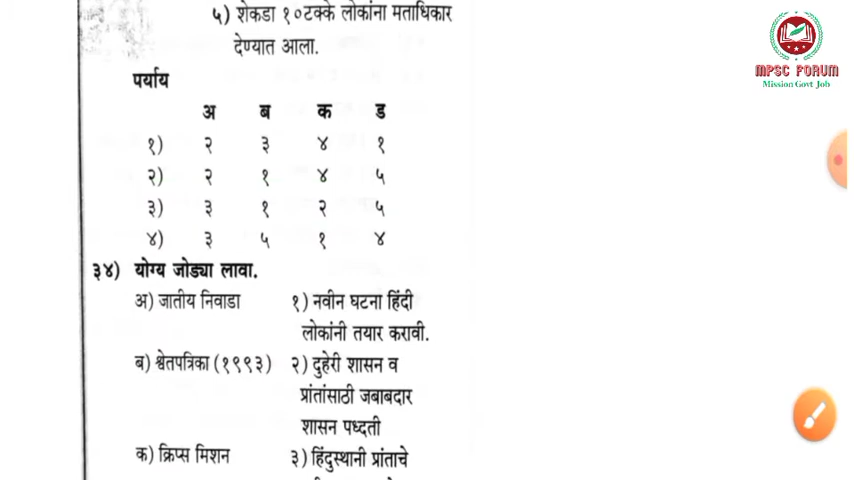 ५) शेकडा १०टक्के लोकांना मताधिकार
देण्यात आला.
MPSC FORUM
Mission Govt Job
पर्याय
अ ब क ड
१) २ ३ ४ १
२) २ १ ४ ५
३) ३ १ २ ५
४) ३ ५ १ ४
३४) योग्य जोड्या लावा.
अ) जातीय निवाडा १) नवीन घटना हिंदी
लोकांनी तयार करावी.
ब) श्वेतपत्रिका (१९९३) २) दुहेरी शासन व
प्रांतांसाठी जबाबदार
शासन पध्दती
क) क्रिप्स मिशन ३) हिंदुस्थानी प्रांताचे